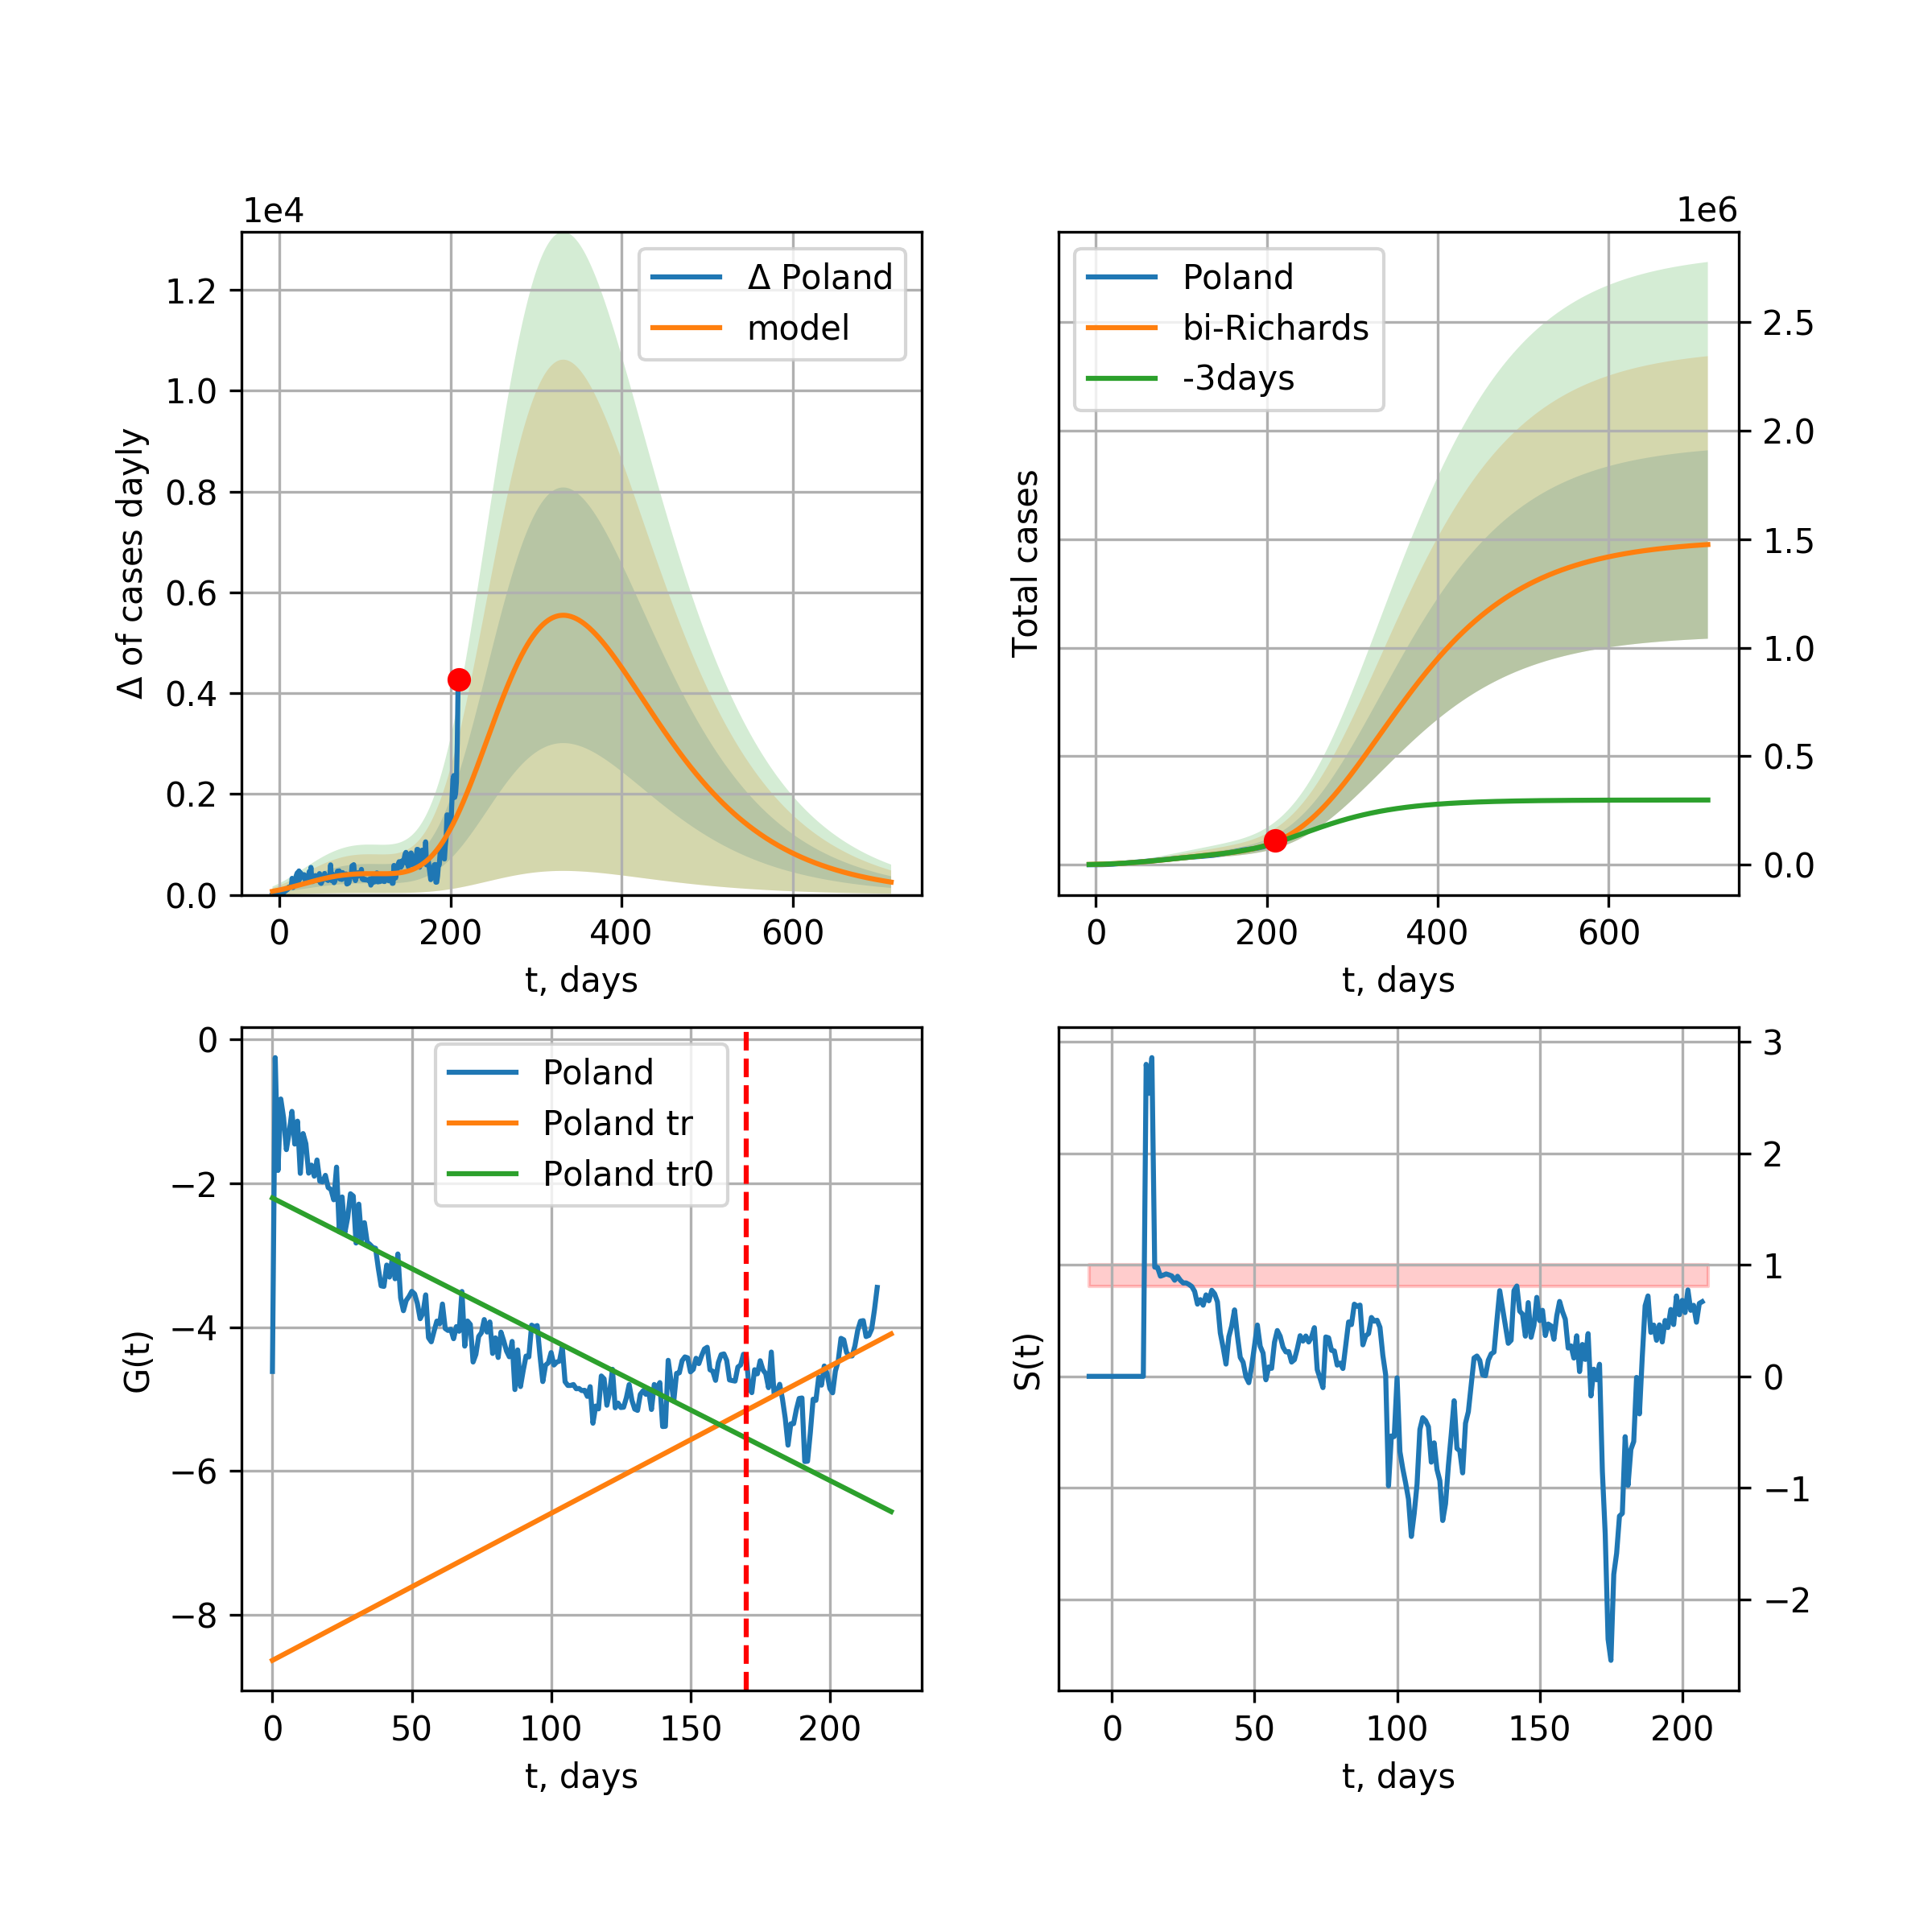 1e4
Δ of cases dayly
1.2
1.0
0.8
0.6
0.4
0.2
0.0
0 200 400 600
t, days
Δ Poland
model
1e6
Total cases
2.5
2.0
1.5
1.0
0.5
0.0
0 200 400 600
t, days
Poland
bi-Richards
-3days
G(t)
0
−2
−4
−6
−8
0 50 100 150 200
t, days
Poland
Poland tr
Poland tr0
S(t)
3
2
1
0
−1
−2
0 50 100 150 200
t, days